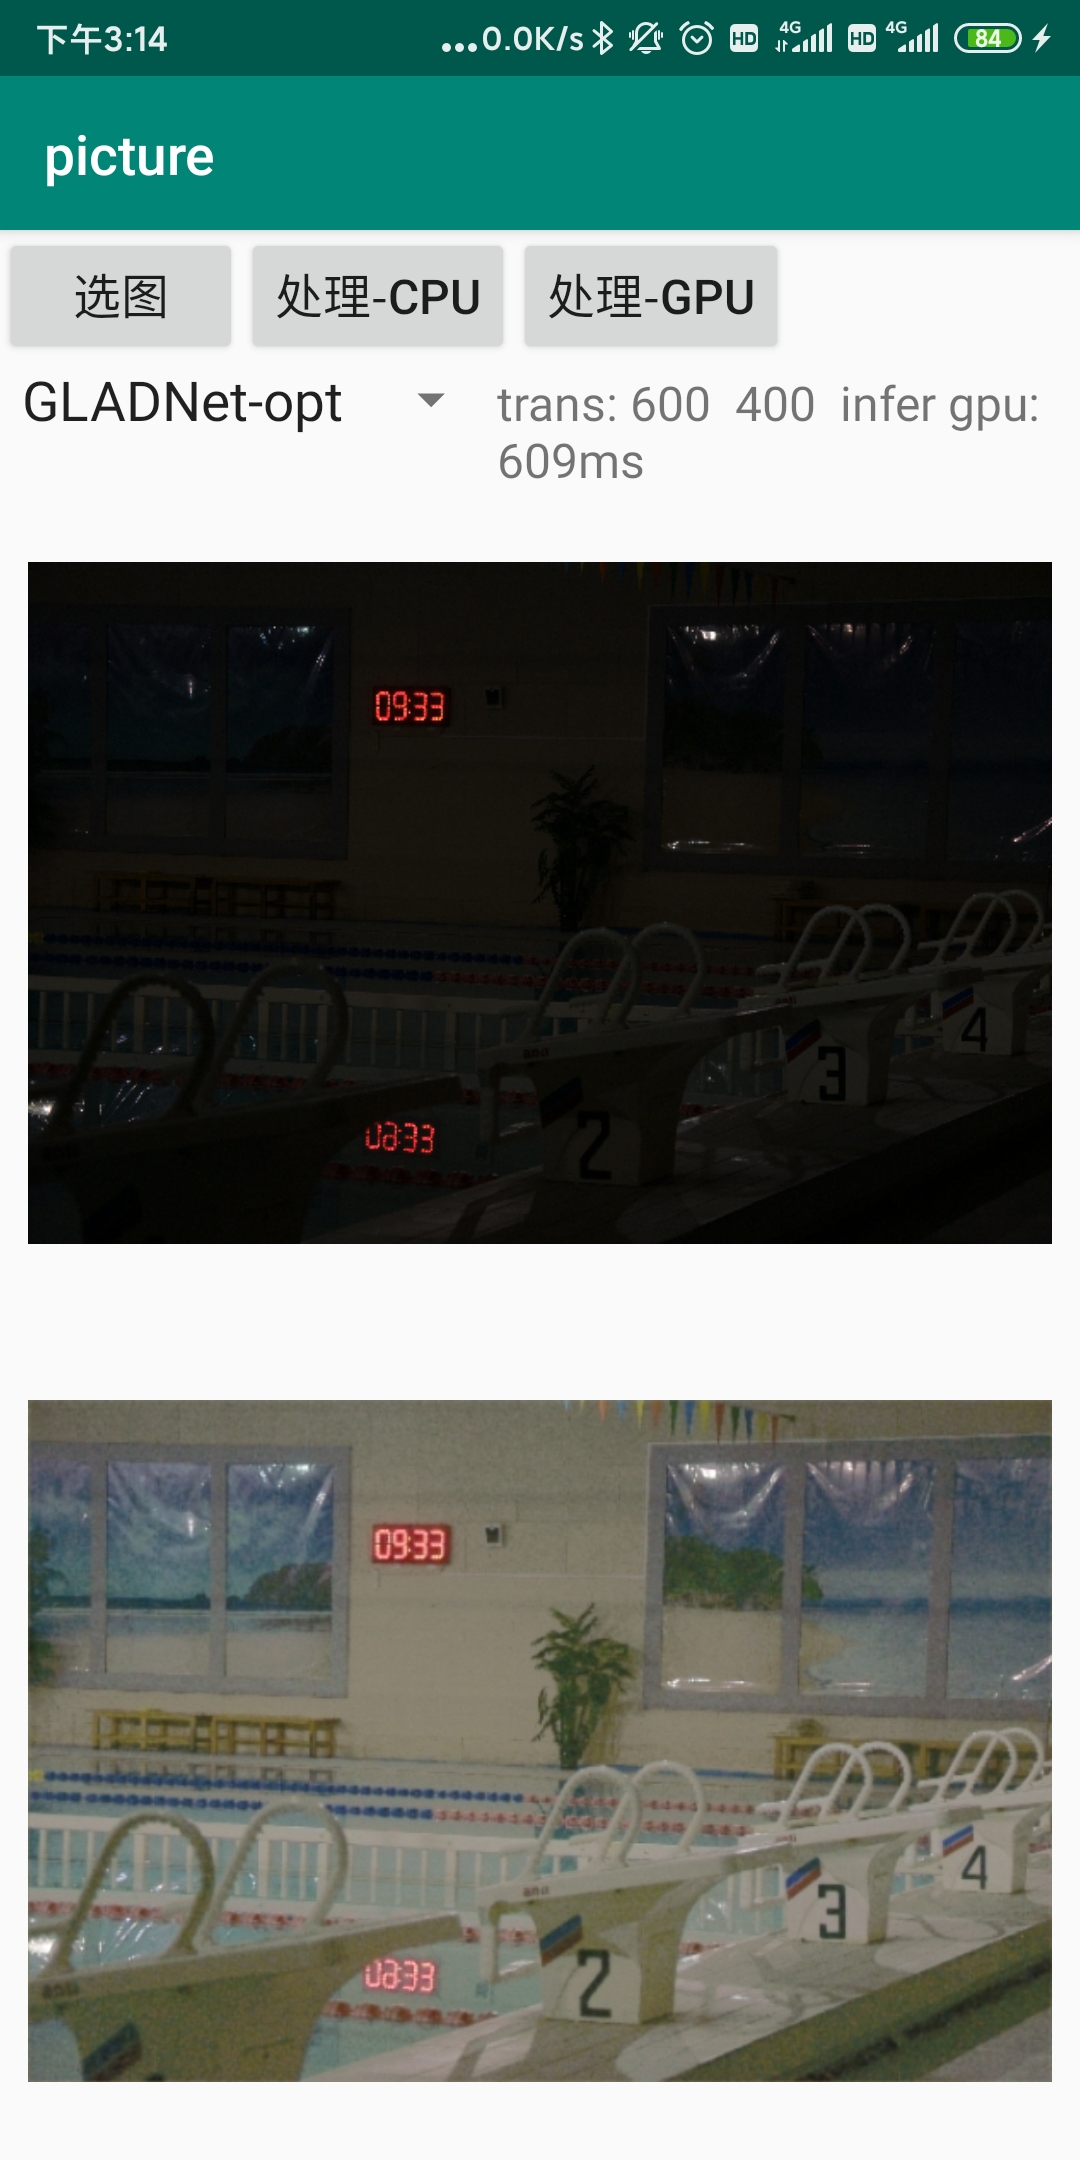 下午3:14
...0.0K/s
HD
4G
HD
4G
84
picture
选图
处理-CPU
处理-GPU
GLADNet-opt
trans: 600 400 infer gpu:
609ms
09:33
4
3
2
09:33
4
3
2